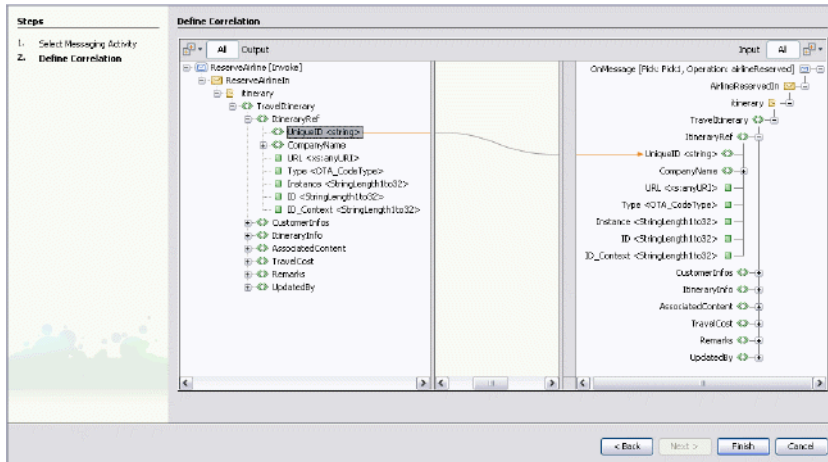 Steps
1. Select Messaging Activity
2. Define Correlation
Define Correlation
All Output
ReserveAirline [Invoke]
ReserveAirlineIn
itinerary
TravelItinerary
ItineraryRef
UniqueID <string>
CompanyName
URL <xs:anyURI>
Type <OTA_CodeType>
Instance <StringLength1to32>
ID <StringLength1to32>
ID_Context <StringLength1to32>
CustomerInfos
ItineraryInfo
AssociatedContent
TravelCost
Remarks
UpdatedBy
Input All
OnMessage [Pick: Pick1, Operation: airlineReserved]
AirlineReservedIn
itinerary
TravelItinerary
ItineraryRef
UniqueID <string>
CompanyName
URL <xs:anyURI>
Type <OTA_CodeType>
Instance <StringLength1to32>
ID <StringLength1to32>
ID_Context <StringLength1to32>
CustomerInfos
ItineraryInfo
AssociatedContent
TravelCost
Remarks
UpdatedBy
< Back Next > Finish Cancel